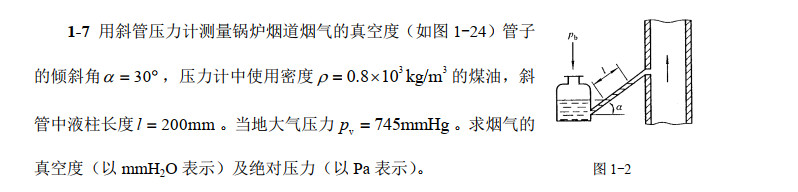 1-7 用斜管压力计测量锅炉烟道烟气的真空度（如图 1-24）管子
的倾斜角 α = 30°，压力计中使用密度 ρ = 0.8×10³ kg/m³ 的煤油，斜
管中液柱长度 l = 200mm 。当地大气压力 pᵥ = 745mmHg 。求烟气的
真空度（以 mmH₂O 表示）及绝对压力（以 Pa 表示）。
p_b
l
α
图 1-2